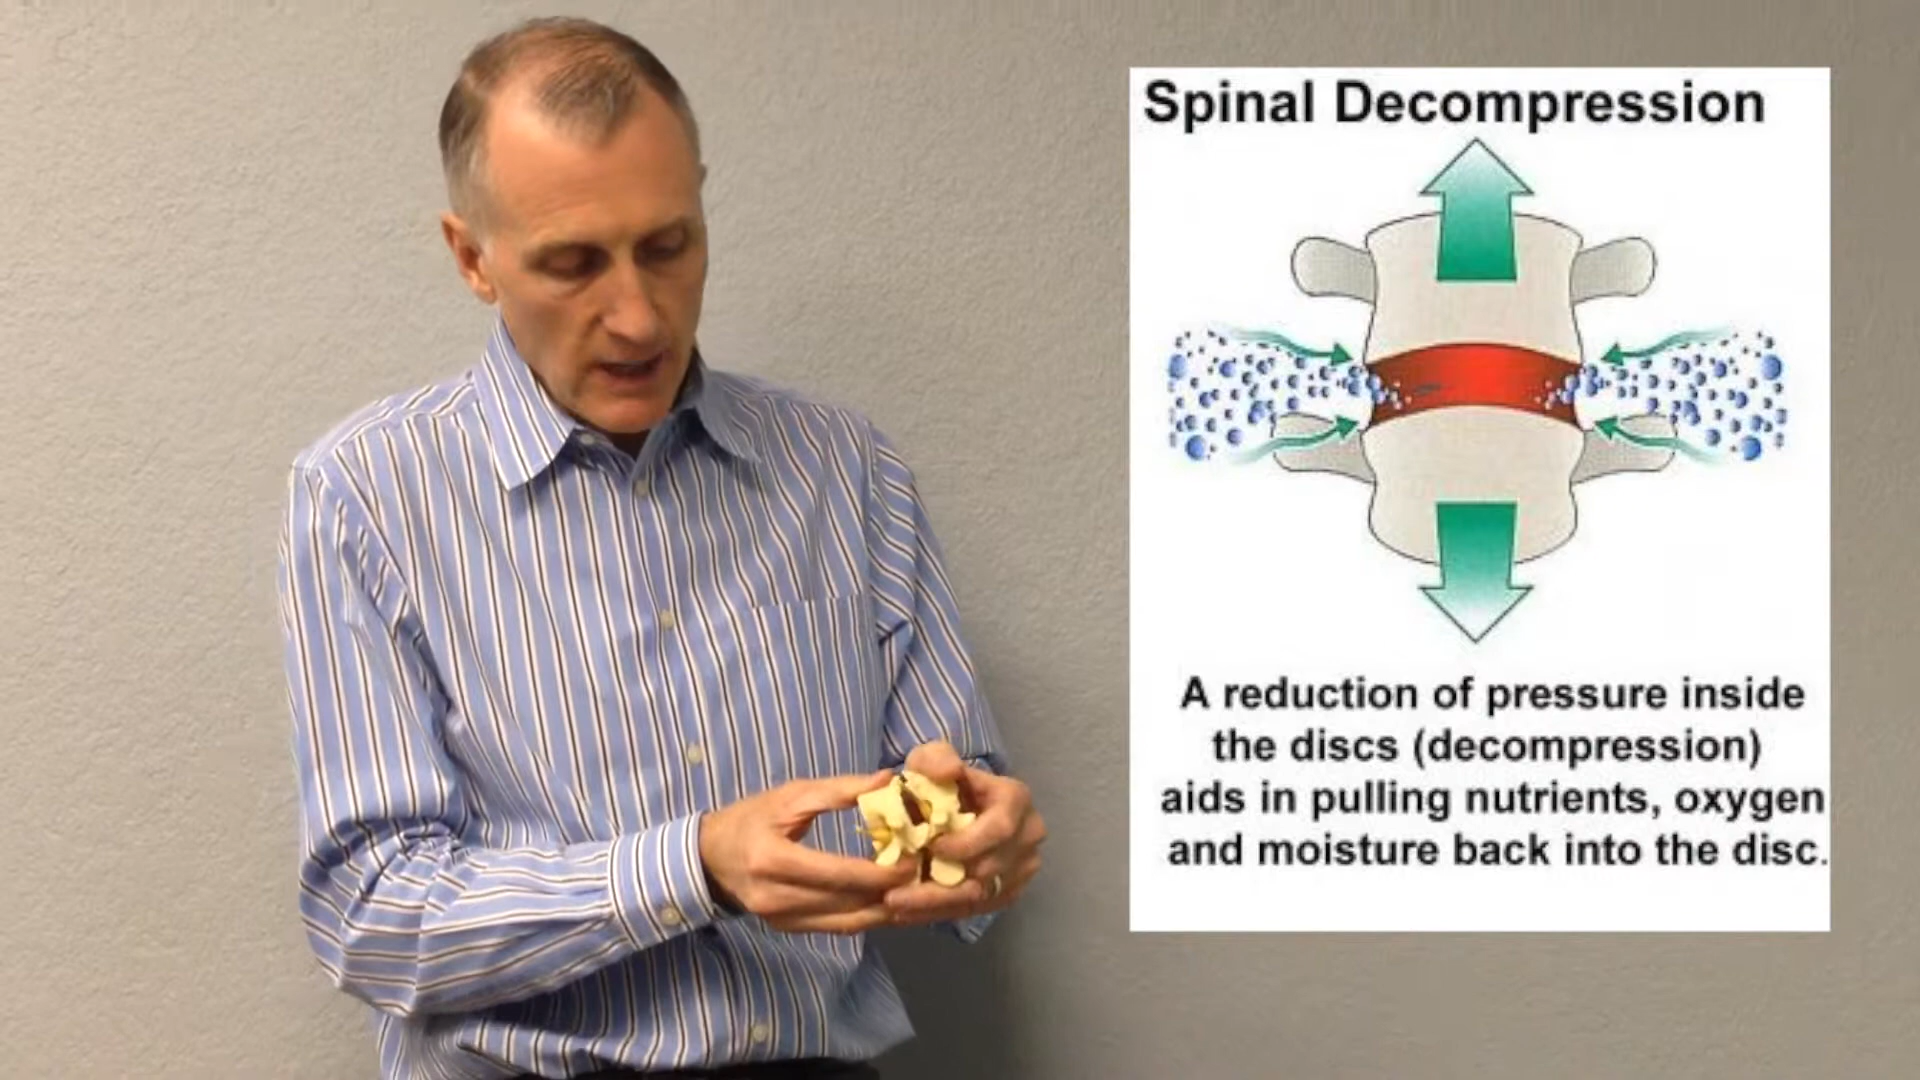 Spinal Decompression
A reduction of pressure inside
the discs (decompression)
aids in pulling nutrients, oxygen
and moisture back into the disc.